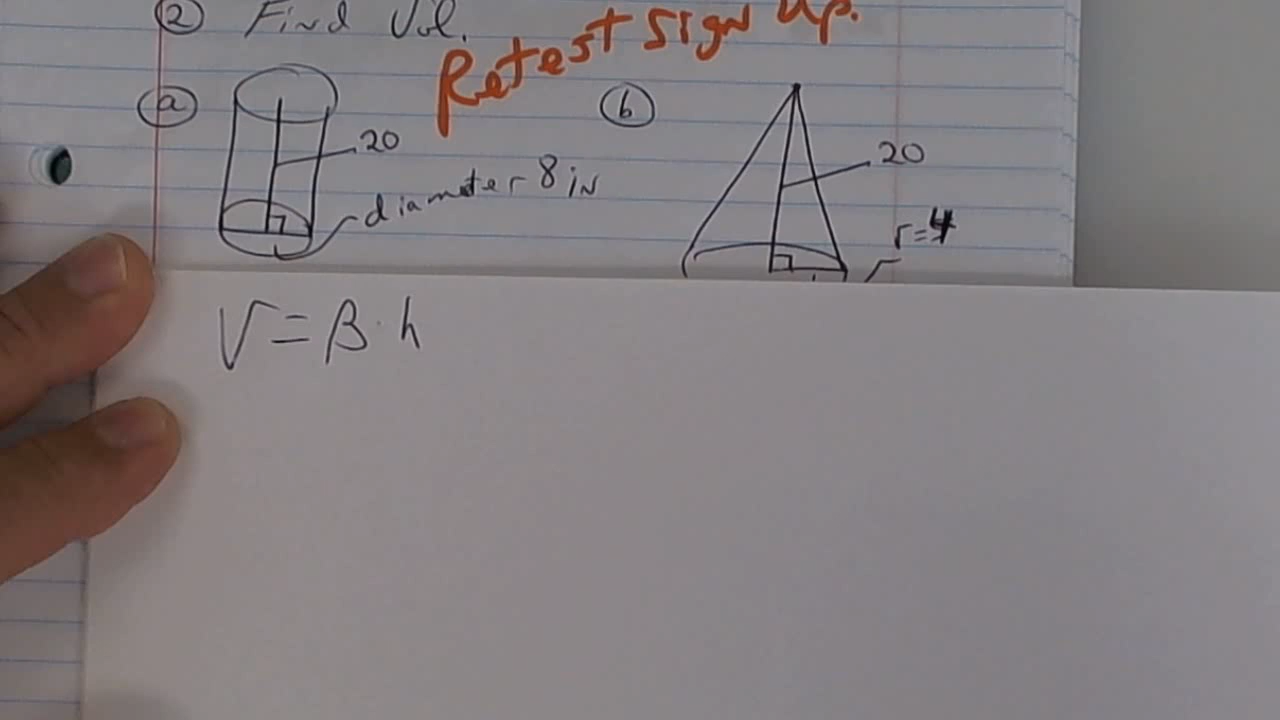 ② Find Vol.
Retest sign up.
ⓐ
20
diameter 8 in
ⓑ
20
r=4
V=B·h